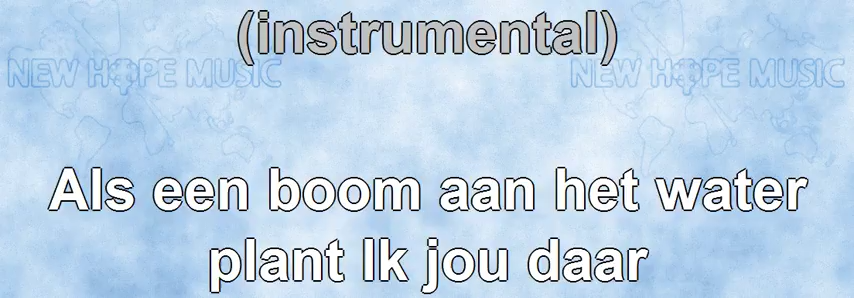 (instrumental)
NEW HOPE MUSIC NEW HOPE MUSIC
Als een boom aan het water
plant Ik jou daar